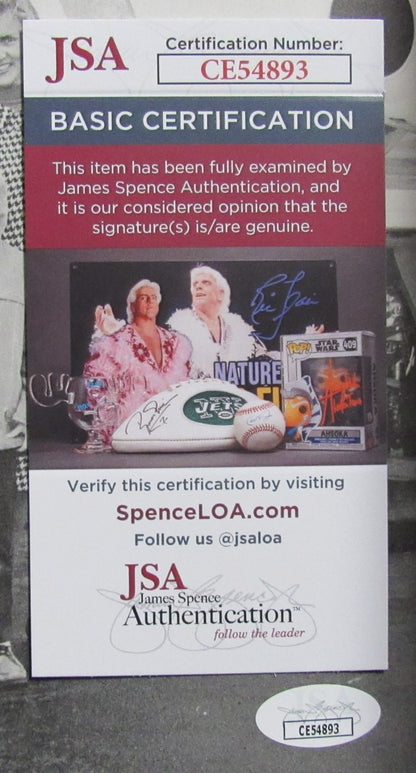 JSA
Certification Number:
CE54893
BASIC CERTIFICATION
This item has been fully examined by
James Spence Authentication, and
it is our considered opinion that the
signature(s) is/are genuine.
NATURE
JETS
POP!
STAR WARS
409
AHSOKA
Verify this certification by visiting
SpenceLOA.com
Follow us @jsaloa
JSA
James Spence
Authentication™
follow the leader
CE54893